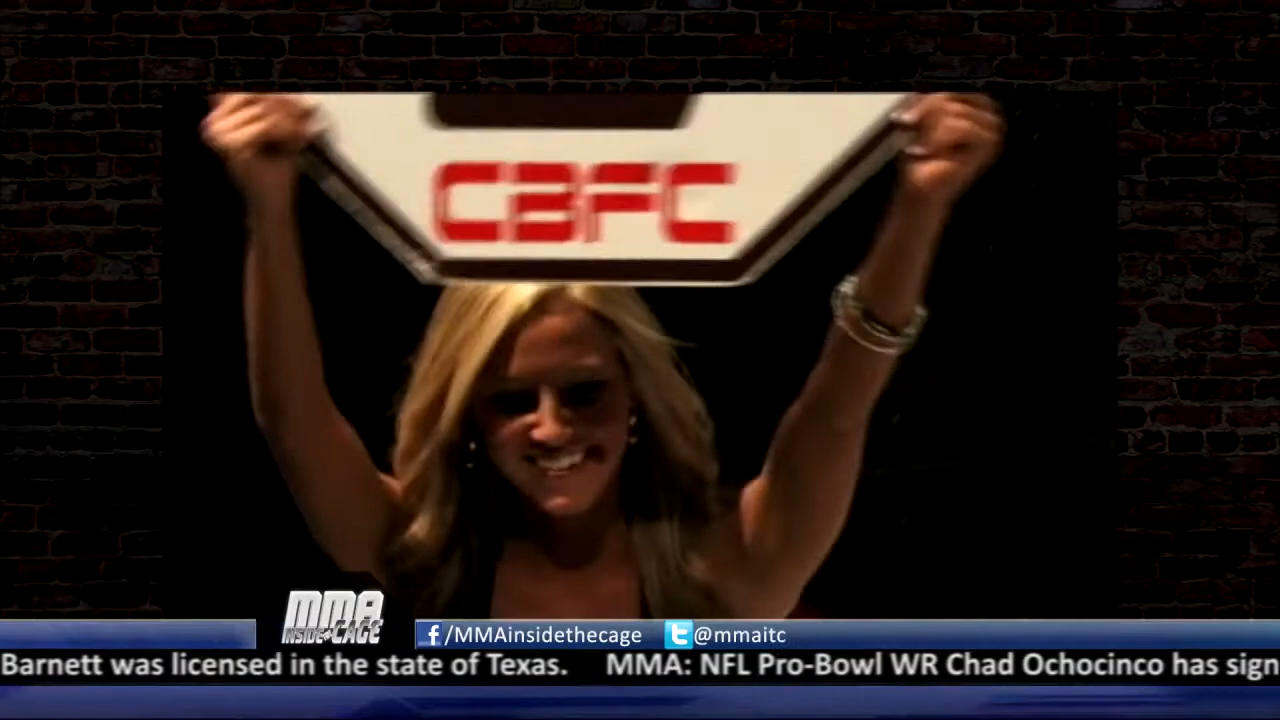 CBFC
MMA
INSIDE THE CAGE
/MMAinsidethecage @mmaitc
Barnett was licensed in the state of Texas. MMA: NFL Pro-Bowl WR Chad Ochocinco has sign